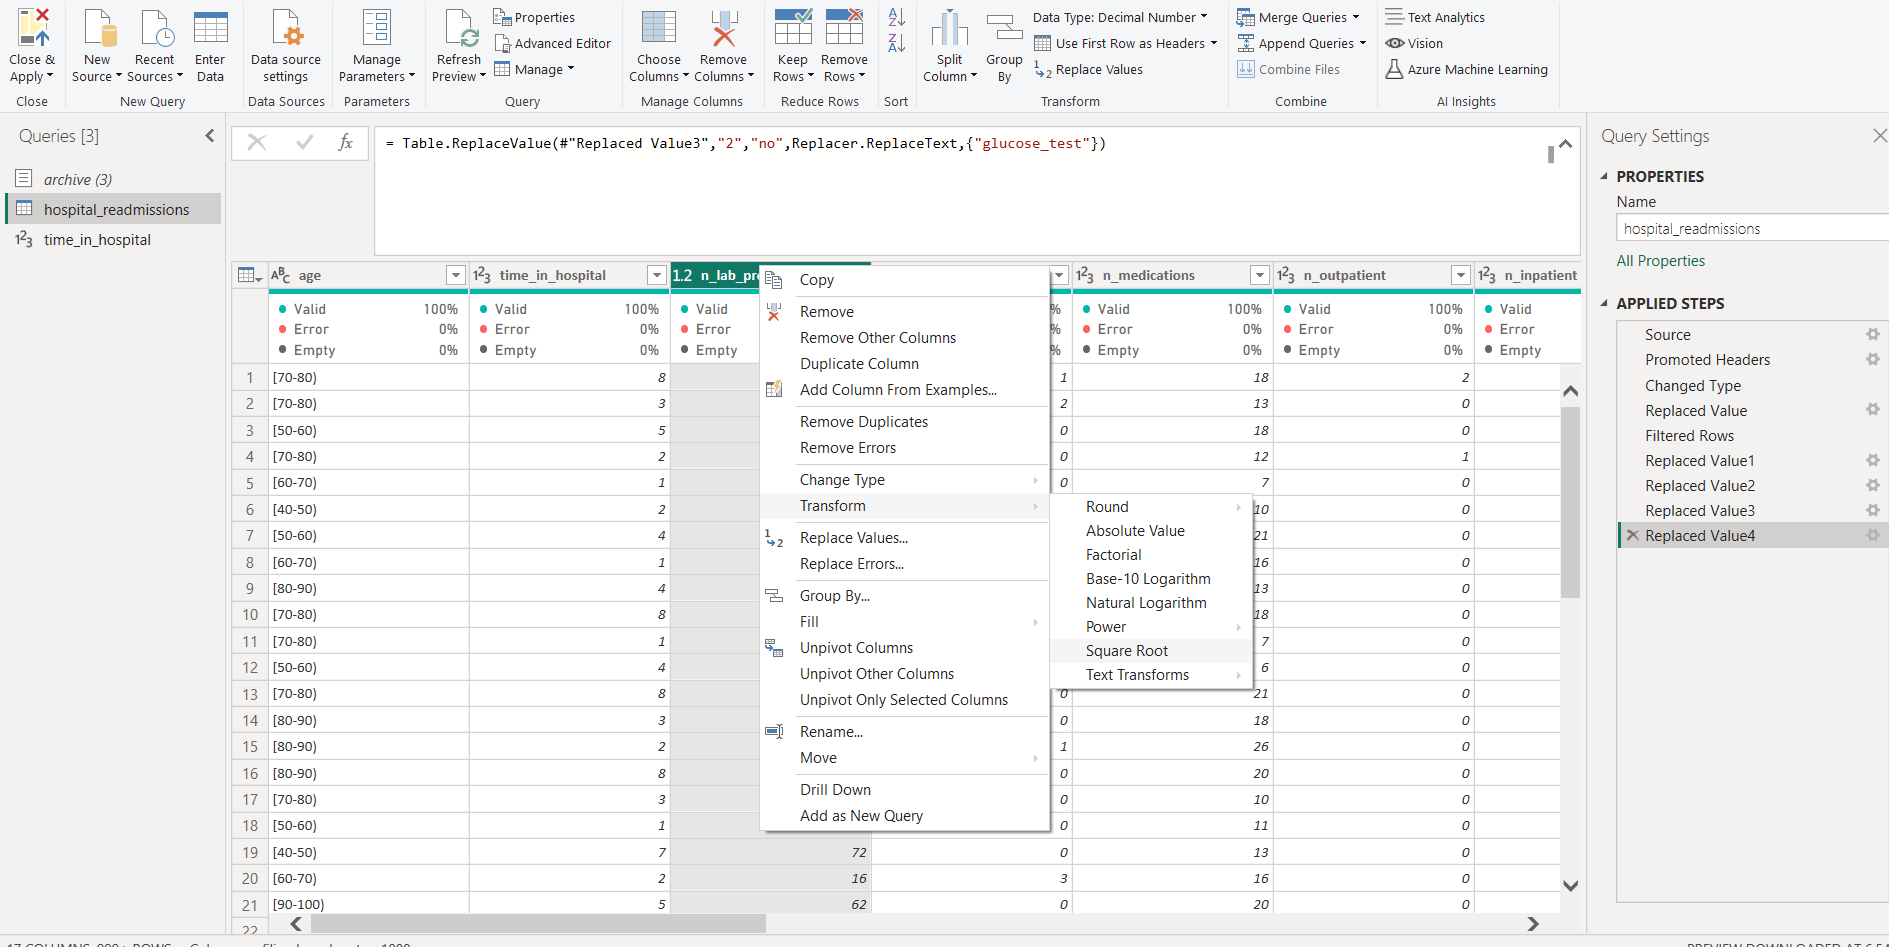 Close & Apply
New Source
Recent Sources
Enter Data
Data source settings
Manage Parameters
Refresh Preview
Properties
Advanced Editor
Manage
Choose Columns
Remove Columns
Keep Rows
Remove Rows
Split Column
Group By
Data Type: Decimal Number
Use First Row as Headers
Replace Values
Merge Queries
Append Queries
Combine Files
Text Analytics
Vision
Azure Machine Learning
Close
New Query
Data Sources
Parameters
Query
Manage Columns
Reduce Rows
Sort
Transform
Combine
AI Insights
Queries [3]
archive (3)
hospital_readmissions
time_in_hospital
fx
= Table.ReplaceValue(#"Replaced Value3","2","no",Replacer.ReplaceText,{"glucose_test"})
age time_in_hospital 1.2 n_lab_pr n_medications n_outpatient n_inpatient
Valid 100% Valid 100% Valid % Valid 100% Valid 100% Valid
Error 0% Error 0% Error % Error 0% Error 0% Error
Empty 0% Empty 0% Empty % Empty 0% Empty 0% Empty
1 [70-80) 8 1 18 2
2 [70-80) 3 2 13 0
3 [50-60) 5 0 18 0
4 [70-80) 2 0 12 1
5 [60-70) 1 0 7 0
6 [40-50) 2 10 0
7 [50-60) 4 21 0
8 [60-70) 1 16 0
9 [80-90) 4 13 0
10 [70-80) 8 18 0
11 [70-80) 1 7 0
12 [50-60) 4 6 0
13 [70-80) 8 0 21 0
14 [80-90) 3 0 18 0
15 [80-90) 2 1 26 0
16 [80-90) 8 0 20 0
17 [70-80) 3 0 10 0
18 [50-60) 1 0 11 0
19 [40-50) 7 72 0 13 0
20 [60-70) 2 16 3 16 0
21 [90-100) 5 62 0 20 0
22
Copy
Remove
Remove Other Columns
Duplicate Column
Add Column From Examples...
Remove Duplicates
Remove Errors
Change Type
Transform
Replace Values...
Replace Errors...
Group By...
Fill
Unpivot Columns
Unpivot Other Columns
Unpivot Only Selected Columns
Rename...
Move
Drill Down
Add as New Query
Round
Absolute Value
Factorial
Base-10 Logarithm
Natural Logarithm
Power
Square Root
Text Transforms
Query Settings
PROPERTIES
Name
hospital_readmissions
All Properties
APPLIED STEPS
Source
Promoted Headers
Changed Type
Replaced Value
Filtered Rows
Replaced Value1
Replaced Value2
Replaced Value3
Replaced Value4